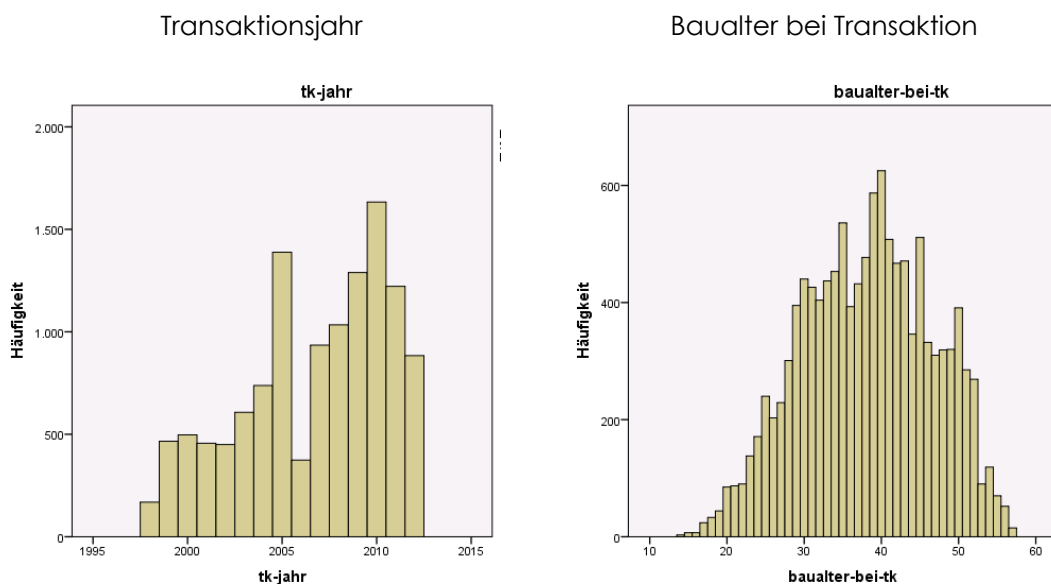 Transaktionsjahr
Baualter bei Transaktion
tk-jahr
2.000
1.500
1.000
500
0
Häufigkeit
1995
2000
2005
2010
2015
tk-jahr
baualter-bei-tk
600
400
200
0
Häufigkeit
10
20
30
40
50
60
baualter-bei-tk